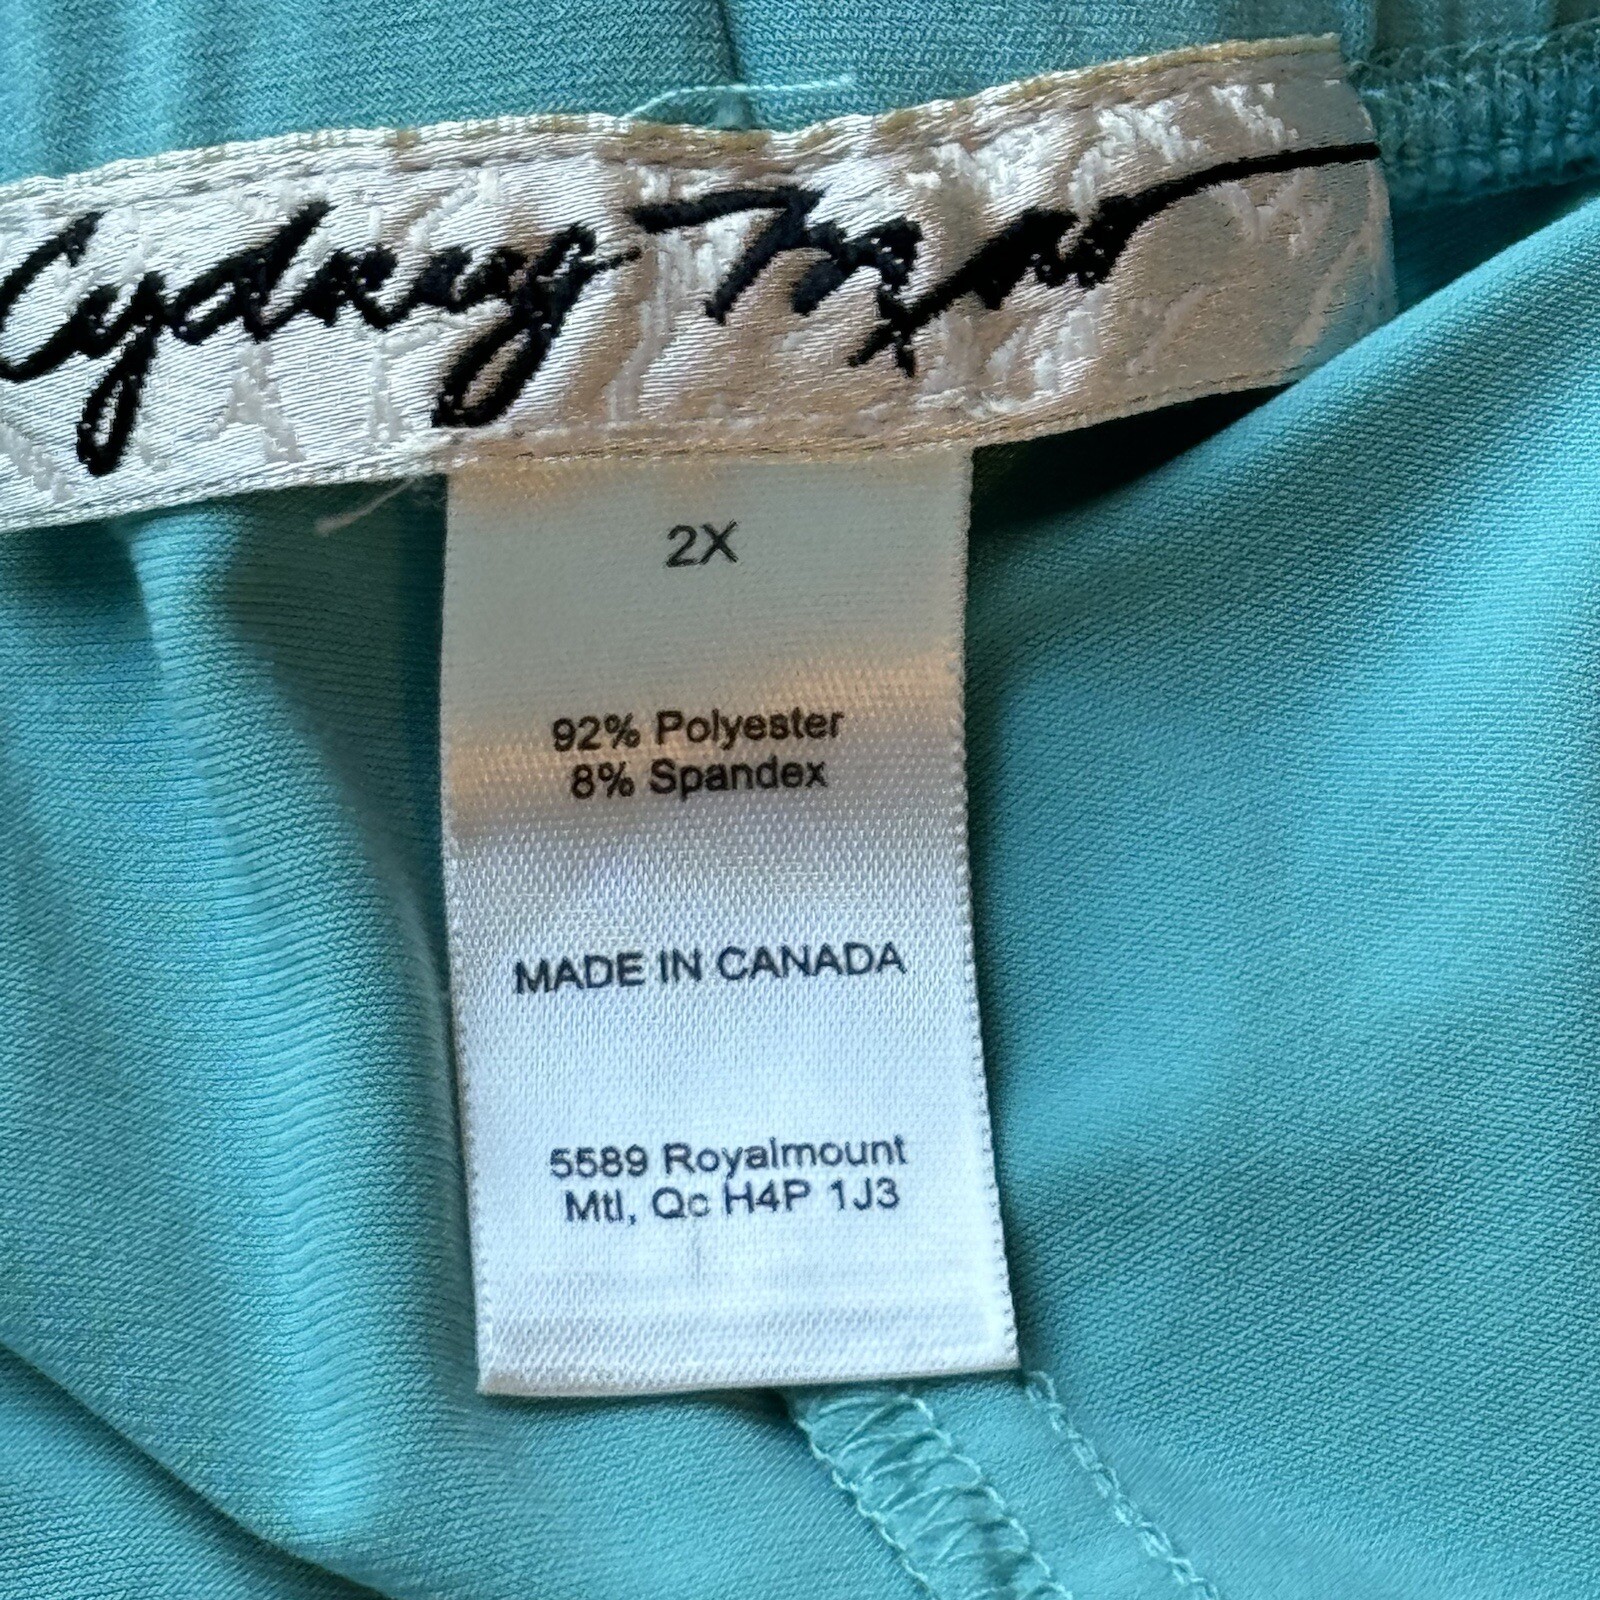 2X
92% Polyester
8% Spandex
MADE IN CANADA
5589 Royalmount
Mtl, Qc H4P 1J3